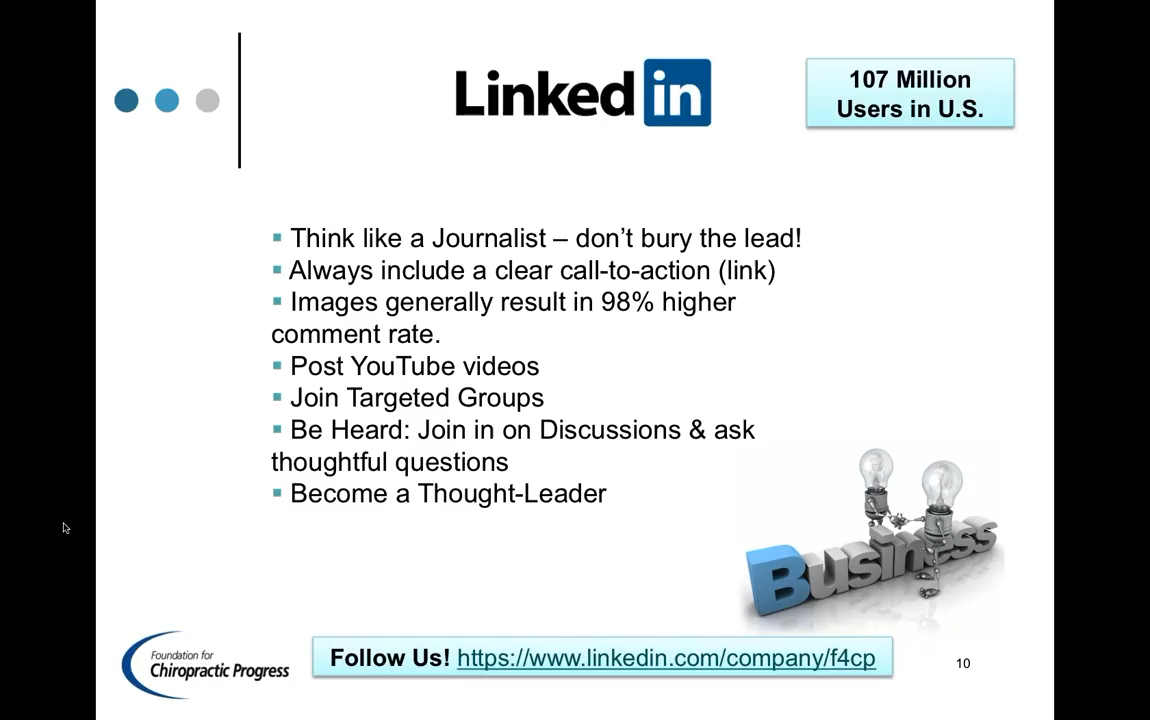 Linked in
107 Million
Users in U.S.
▪ Think like a Journalist – don’t bury the lead!
▪ Always include a clear call-to-action (link)
▪ Images generally result in 98% higher
comment rate.
▪ Post YouTube videos
▪ Join Targeted Groups
▪ Be Heard: Join in on Discussions & ask
thoughtful questions
▪ Become a Thought-Leader
Business
Foundation for
Chiropractic Progress
Follow Us! https://www.linkedin.com/company/f4cp
10